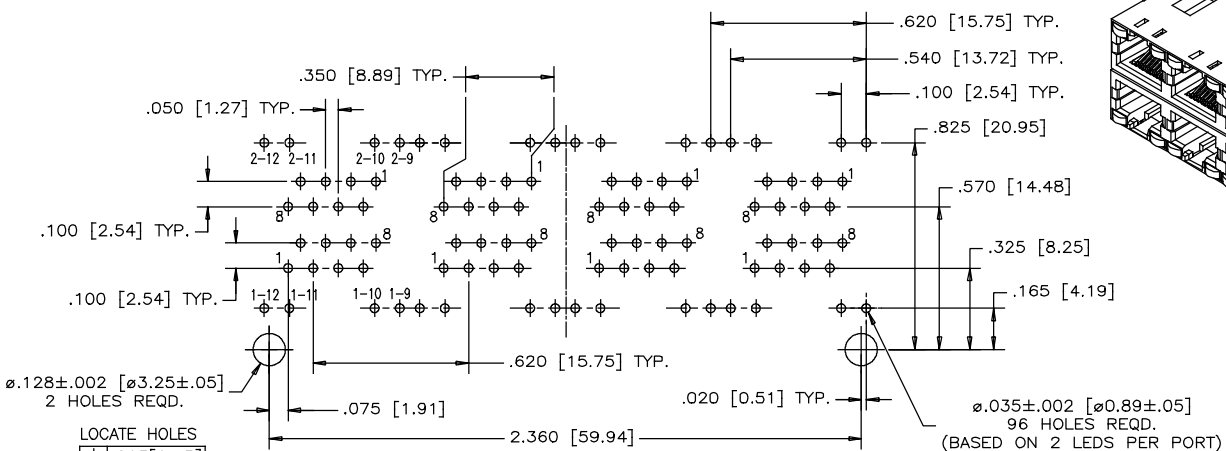 .620 [15.75] TYP.
.350 [8.89] TYP.
.540 [13.72] TYP.
.050 [1.27] TYP.
.100 [2.54] TYP.
.825 [20.95]
2-12 2-11 2-10 2-9
1 1 1 1
.570 [14.48]
8 8 8 8
.100 [2.54] TYP.
8 8 8 8
.325 [8.25]
1 1 1 1
.100 [2.54] TYP.
1-12 1-11 1-10 1-9
.165 [4.19]
.620 [15.75] TYP.
ø.128±.002 [ø3.25±.05]
2 HOLES REQD.
.075 [1.91]
.020 [0.51] TYP.
ø.035±.002 [ø0.89±.05]
96 HOLES REQD.
(BASED ON 2 LEDS PER PORT)
LOCATE HOLES
2.360 [59.94]